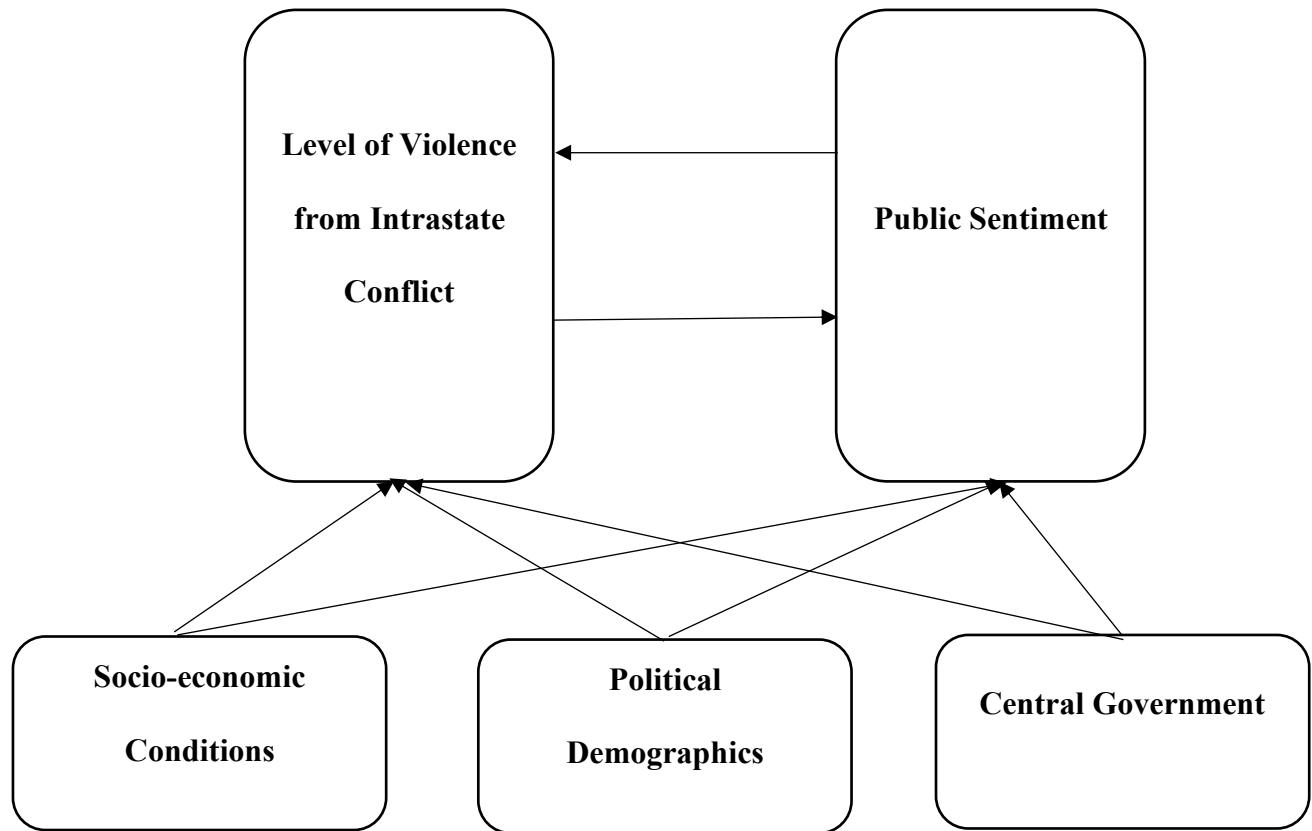 Level of Violence
from Intrastate
Conflict
Public Sentiment
Socio-economic
Conditions
Political
Demographics
Central Government